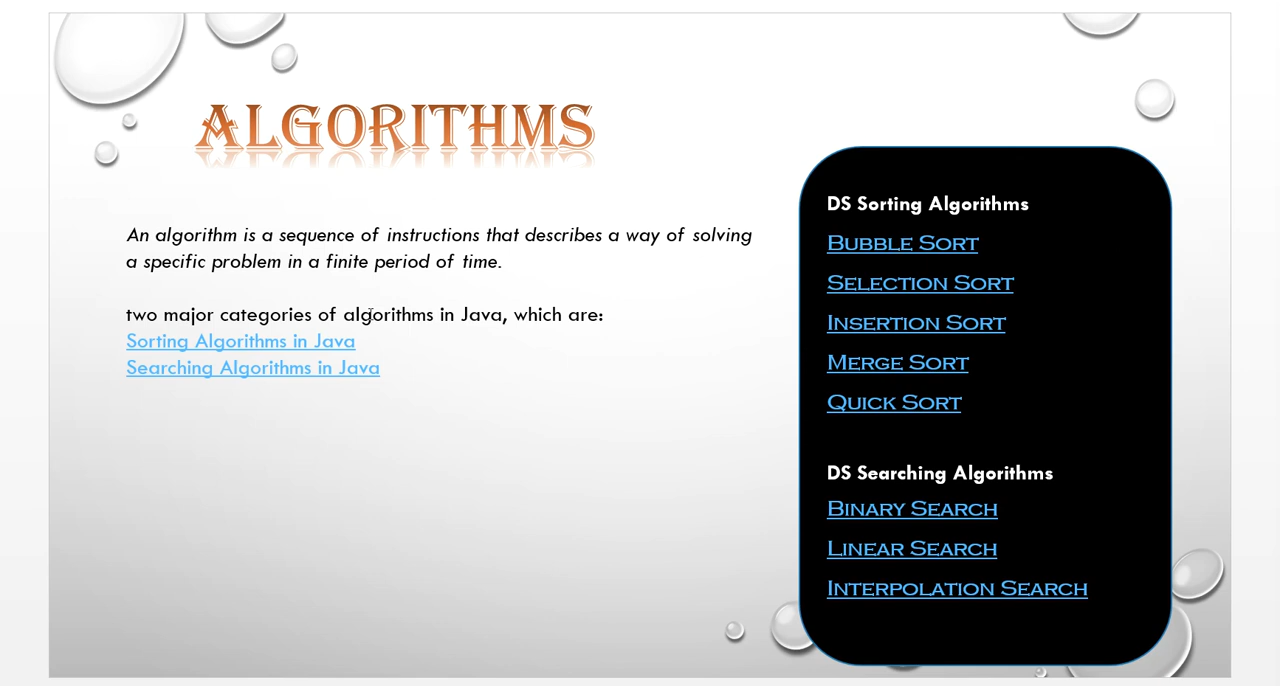 ALGORITHMS
An algorithm is a sequence of instructions that describes a way of solving
a specific problem in a finite period of time.
two major categories of algorithms in Java, which are:
Sorting Algorithms in Java
Searching Algorithms in Java
DS Sorting Algorithms
Bubble Sort
Selection Sort
Insertion Sort
Merge Sort
Quick Sort
DS Searching Algorithms
Binary Search
Linear Search
Interpolation Search